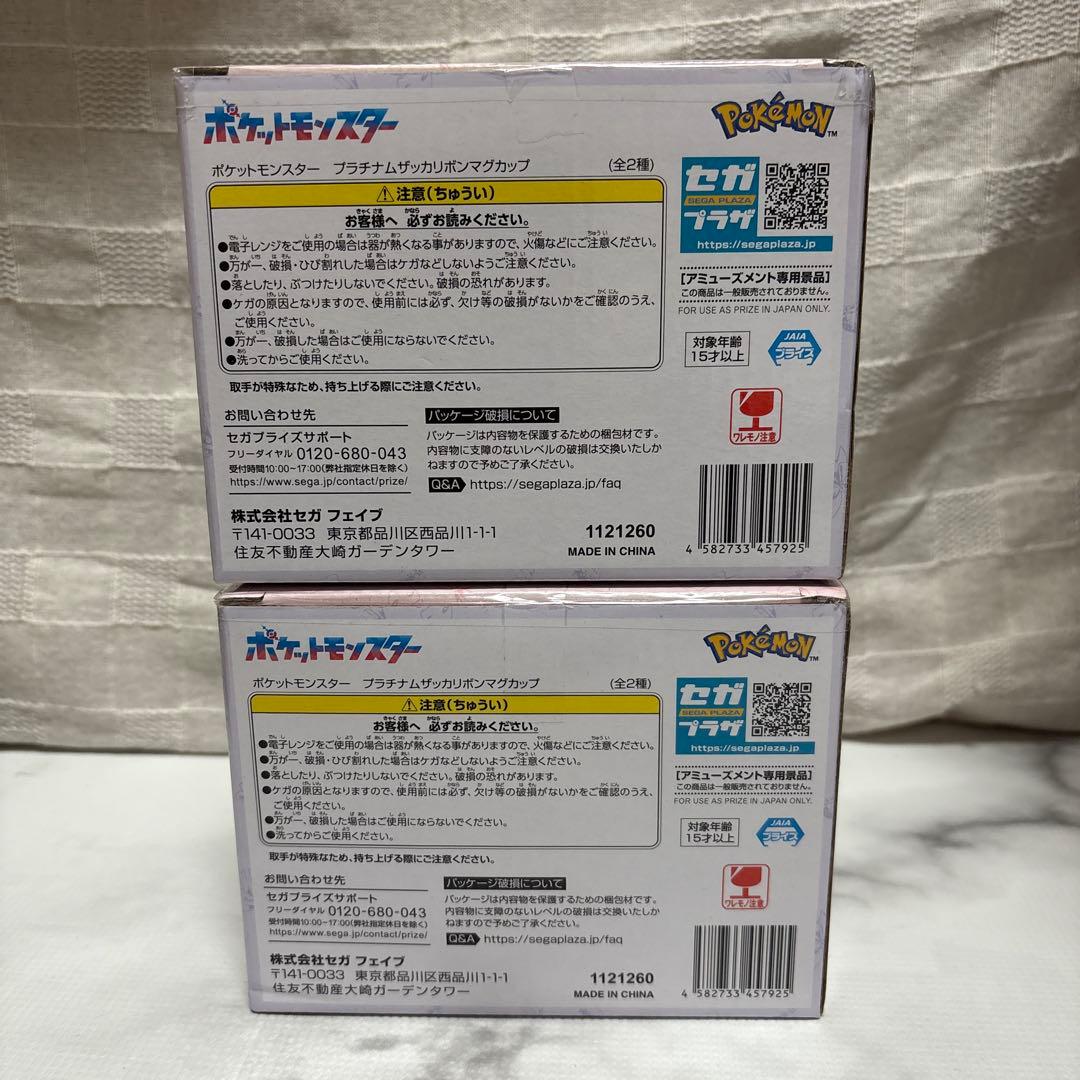 ポケットモンスター
POKéMON™
ポケットモンスター プラチナムザッカリボンマグカップ (全2種)
⚠注意(ちゅうい)
お客様へ 必ずお読みください。
●電子レンジをご使用の場合は器が熱くなる事がありますので、火傷などにご注意ください。
●万が一、破損・ひび割れした場合はケガなどしないようご注意ください。
●落としたり、ぶつけたりしないでください。破損の恐れがあります。
●ケガの原因となりますので、使用前には必ず、欠け等の破損がないかをご確認のうえ、
ご使用ください。
●万が一、破損した場合はご使用にならないでください。
●洗ってからご使用ください。
取手が特殊なため、持ち上げる際にご注意ください。
お問い合わせ先
セガプライズサポート
フリーダイヤル 0120-680-043
受付時間10:00~17:00(弊社指定休日を除く)
https://www.sega.jp/contact/prize/
パッケージ破損について
パッケージは内容物を保護するための梱包材です。
内容物に支障のないレベルの破損は交換いたしか
ねますので予めご了承ください。
Q&A https://segaplaza.jp/faq
株式会社セガ フェイブ
〒141-0033 東京都品川区西品川1-1-1
住友不動産大崎ガーデンタワー
1121260
MADE IN CHINA
セガ
SEGA PLAZA
プラザ
https://segaplaza.jp
[アミューズメント専用景品]
この商品は一般販売されておりません。
FOR USE AS PRIZE IN JAPAN ONLY.
対象年齢
15才以上
JAIA
プライズ
ワレモノ注意
4 582733 457925
ポケットモンスター
POKéMON™
ポケットモンスター プラチナムザッカリボンマグカップ (全2種)
⚠注意(ちゅうい)
お客様へ 必ずお読みください。
●電子レンジをご使用の場合は器が熱くなる事がありますので、火傷などにご注意ください。
●万が一、破損・ひび割れした場合はケガなどしないようご注意ください。
●落としたり、ぶつけたりしないでください。破損の恐れがあります。
●ケガの原因となりますので、使用前には必ず、欠け等の破損がないかをご確認のうえ、
ご使用ください。
●万が一、破損した場合はご使用にならないでください。
●洗ってからご使用ください。
取手が特殊なため、持ち上げる際にご注意ください。
お問い合わせ先
セガプライズサポート
フリーダイヤル 0120-680-043
受付時間10:00~17:00(弊社指定休日を除く)
https://www.sega.jp/contact/prize/
パッケージ破損について
パッケージは内容物を保護するための梱包材です。
内容物に支障のないレベルの破損は交換いたしか
ねますので予めご了承ください。
Q&A https://segaplaza.jp/faq
株式会社セガ フェイブ
〒141-0033 東京都品川区西品川1-1-1
住友不動産大崎ガーデンタワー
1121260
MADE IN CHINA
セガ
SEGA PLAZA
プラザ
https://segaplaza.jp
[アミューズメント専用景品]
この商品は一般販売されておりません。
FOR USE AS PRIZE IN JAPAN ONLY.
対象年齢
15才以上
JAIA
プライズ
ワレモノ注意
4 582733 457925